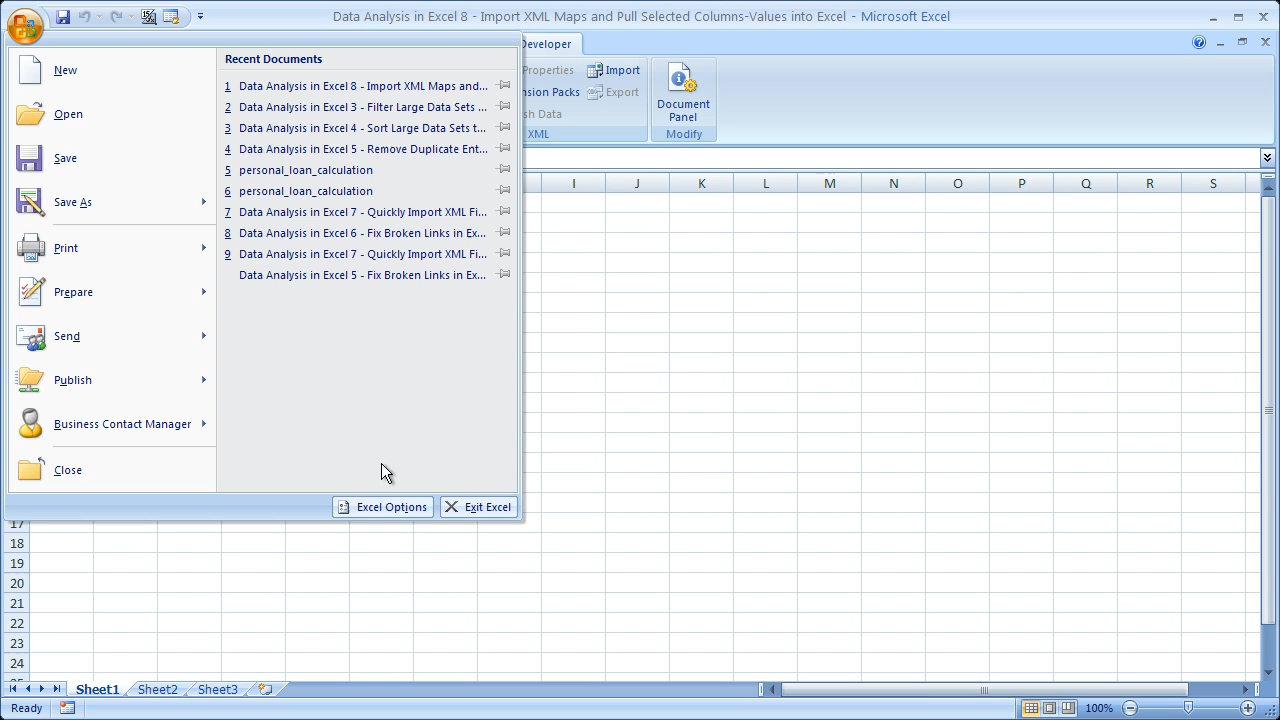 Data Analysis in Excel 8 - Import XML Maps and Pull Selected Columns-Values into Excel - Microsoft Excel
Developer
Properties
Import
Export
Document
Panel
XML
Modify
New
Open
Save
Save As
Print
Prepare
Send
Publish
Business Contact Manager
Close
Recent Documents
1 Data Analysis in Excel 8 - Import XML Maps and...
2 Data Analysis in Excel 3 - Filter Large Data Sets ...
3 Data Analysis in Excel 4 - Sort Large Data Sets t...
4 Data Analysis in Excel 5 - Remove Duplicate Ent...
5 personal_loan_calculation
6 personal_loan_calculation
7 Data Analysis in Excel 7 - Quickly Import XML Fi...
8 Data Analysis in Excel 6 - Fix Broken Links in Ex...
9 Data Analysis in Excel 7 - Quickly Import XML Fi...
Data Analysis in Excel 5 - Fix Broken Links in Ex...
Excel Options Exit Excel
nsion Packs
sh Data
I J K L M N O P Q R S
17
18
19
20
21
22
23
24
Sheet1 Sheet2 Sheet3
Ready 100%